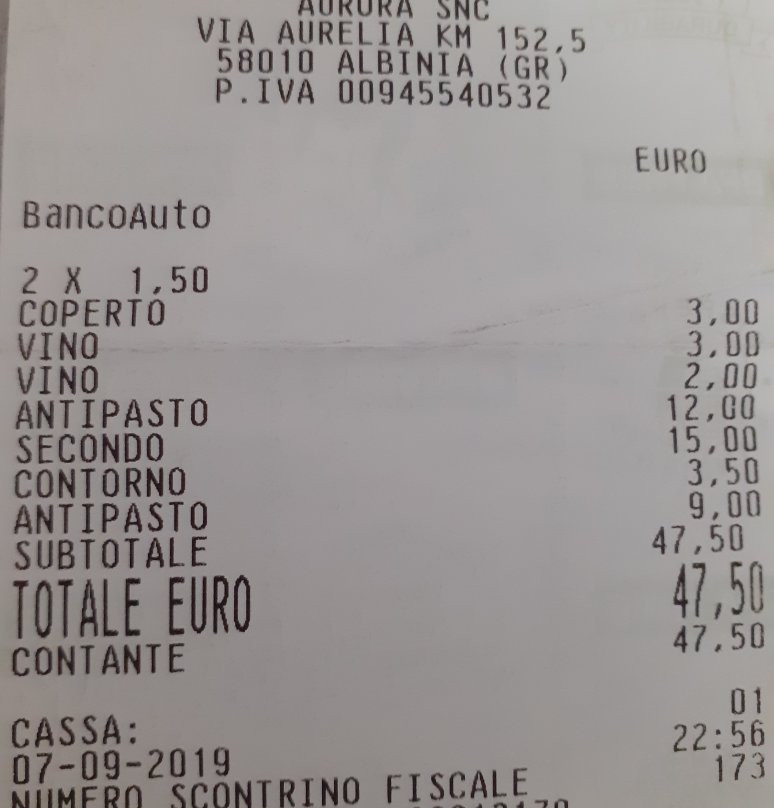 AURORA SNC
VIA AURELIA KM 152,5
58010 ALBINIA (GR)
P.IVA 00945540532
EURO
BancoAuto
2 X 1,50
COPERTO 3,00
VINO 3,00
VINO 2,00
ANTIPASTO 12,00
SECONDO 15,00
CONTORNO 3,50
ANTIPASTO 9,00
SUBTOTALE 47,50
TOTALE EURO 47,50
CONTANTE 47,50
CASSA: 01
07-09-2019 22:56
NUMERO SCONTRINO FISCALE 173